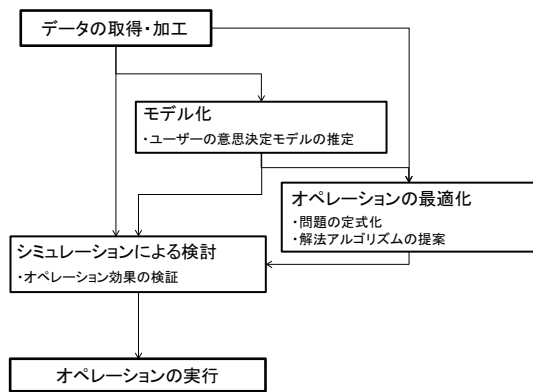 データの取得・加工
モデル化
・ユーザーの意思決定モデルの推定
オペレーションの最適化
・問題の定式化
・解法アルゴリズムの提案
シミュレーションによる検討
・オペレーション効果の検証
オペレーションの実行